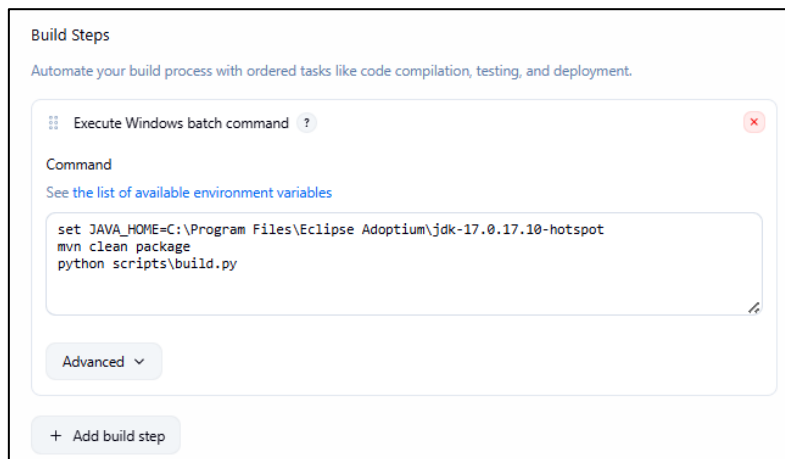 Build Steps
Automate your build process with ordered tasks like code compilation, testing, and deployment.
Execute Windows batch command ?
Command
See the list of available environment variables
set JAVA_HOME=C:\Program Files\Eclipse Adoptium\jdk-17.0.17.10-hotspot
mvn clean package
python scripts\build.py
Advanced
+ Add build step